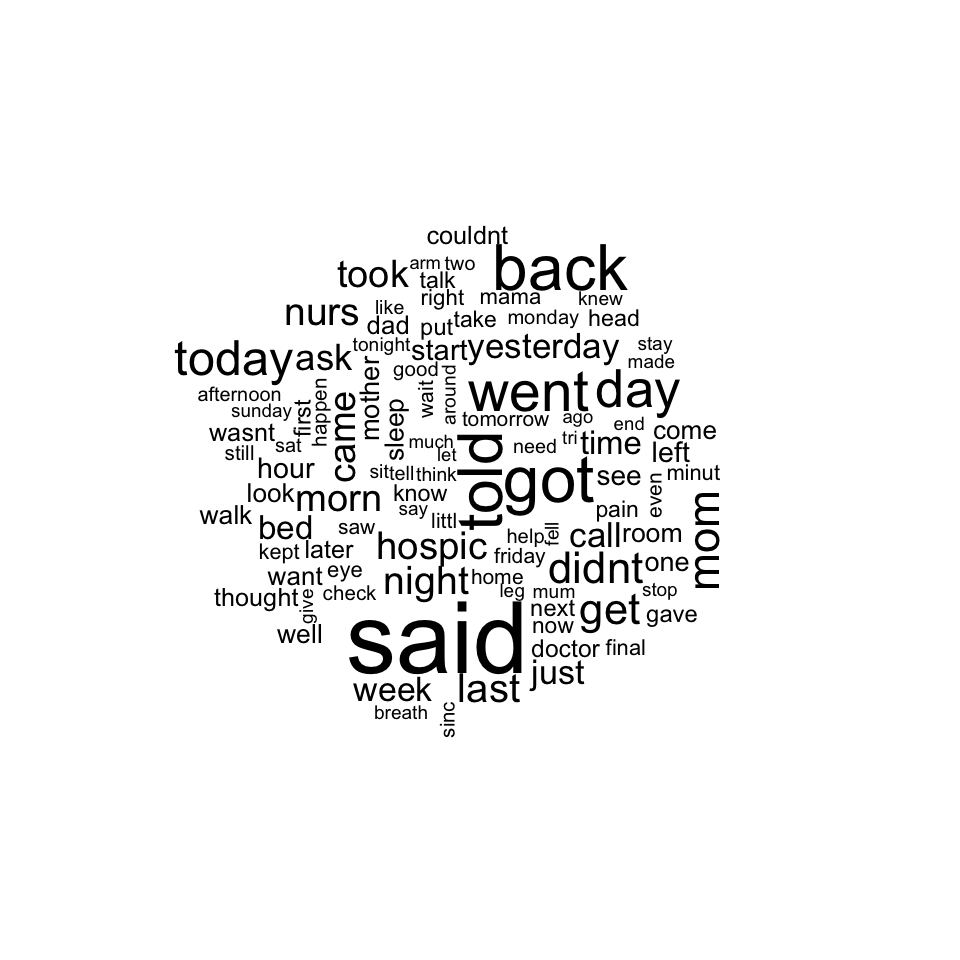 couldnt
took arm two back
talk
nurs like right mama knew
dad put take monday head
today ask tonight start yesterday stay
made
afternoon good went day
sunday first happen came mother sleep wait around
wasnt sat much told tomorrow ago end come
still let need tri time left
hour sit tell think got see minut
look morn know say pain even mom
walk bed saw littl call room
kept later hospic help fell
friday didnt one
want eye night home
thought give check leg mum stop
next get gave
well said now
doctor final
week last just
breath sinc